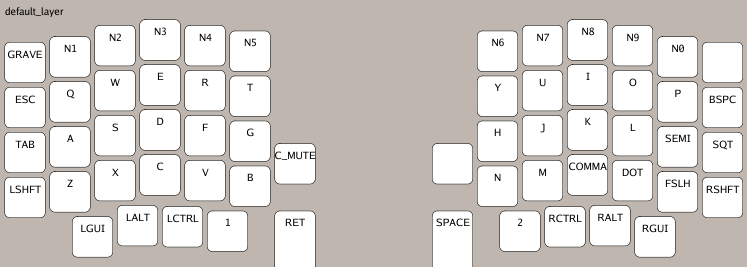 default_layer
GRAVE N1 N2 N3 N4 N5 N6 N7 N8 N9 N0
ESC Q W E R T Y U I O P BSPC
TAB A S D F G H J K L SEMI SQT
LSHFT Z X C V B C_MUTE N M COMMA DOT FSLH RSHFT
LGUI LALT LCTRL 1 RET SPACE 2 RCTRL RALT RGUI